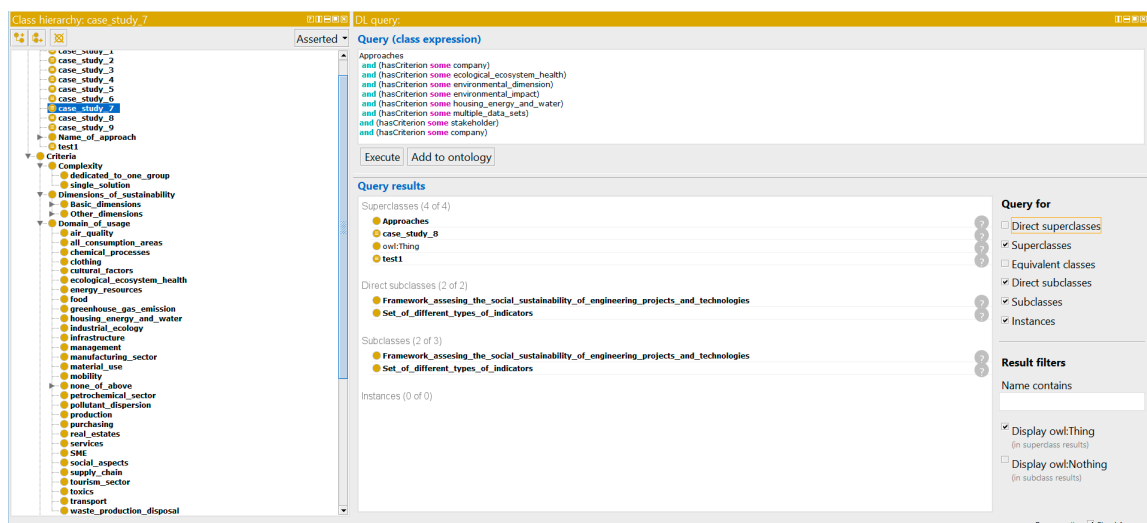 Class hierarchy: case_study_7
Asserted
case_study_1
case_study_2
case_study_3
case_study_4
case_study_5
case_study_6
case_study_7
case_study_8
case_study_9
Name_of_approach
test1
Criteria
Complexity
dedicated_to_one_group
single_solution
Dimensions_of_sustainability
Basic_dimensions
Other_dimensions
Domain_of_usage
air_quality
all_consumption_areas
chemical_processes
clothing
cultural_factors
ecological_ecosystem_health
energy_resources
food
greenhouse_gas_emission
housing_energy_and_water
industrial_ecology
infrastructure
management
manufacturing_sector
material_use
mobility
none_of_above
petrochemical_sector
pollutant_dispersion
production
purchasing
real_estates
services
SME
social_aspects
supply_chain
tourism_sector
toxics
transport
waste_production_disposal
DL query:
Query (class expression)
Approaches
and (hasCriterion some company)
and (hasCriterion some ecological_ecosystem_health)
and (hasCriterion some environmental_dimension)
and (hasCriterion some environmental_impact)
and (hasCriterion some housing_energy_and_water)
and (hasCriterion some multiple_data_sets)
and (hasCriterion some stakeholder)
and (hasCriterion some company)
Execute Add to ontology
Query results
Superclasses (4 of 4)
Approaches
case_study_8
owl:Thing
test1
Direct subclasses (2 of 2)
Framework_assesing_the_social_sustainability_of_engineering_projects_and_technologies
Set_of_different_types_of_indicators
Subclasses (2 of 3)
Framework_assesing_the_social_sustainability_of_engineering_projects_and_technologies
Set_of_different_types_of_indicators
Instances (0 of 0)
Query for
Direct superclasses
Superclasses
Equivalent classes
Direct subclasses
Subclasses
Instances
Result filters
Name contains
Display owl:Thing
(in superclass results)
Display owl:Nothing
(in subclass results)